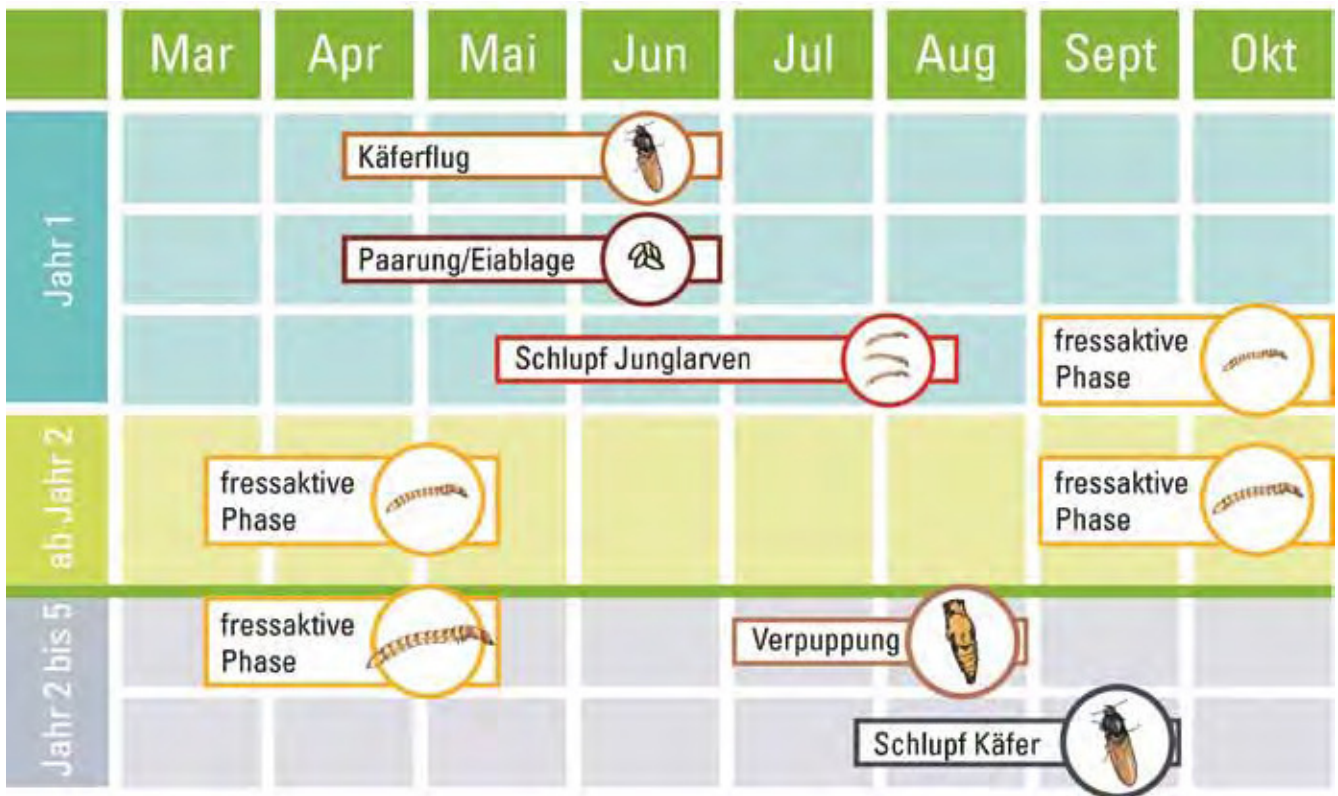 Mar Apr Mai Jun Jul Aug Sept Okt
Jahr 1
Käferflug
Paarung/Eiablage
Schlupf Junglarven
fressaktive
Phase
ab Jahr 2
fressaktive
Phase
fressaktive
Phase
Jahr 2 bis 5
fressaktive
Phase
Verpuppung
Schlupf Käfer